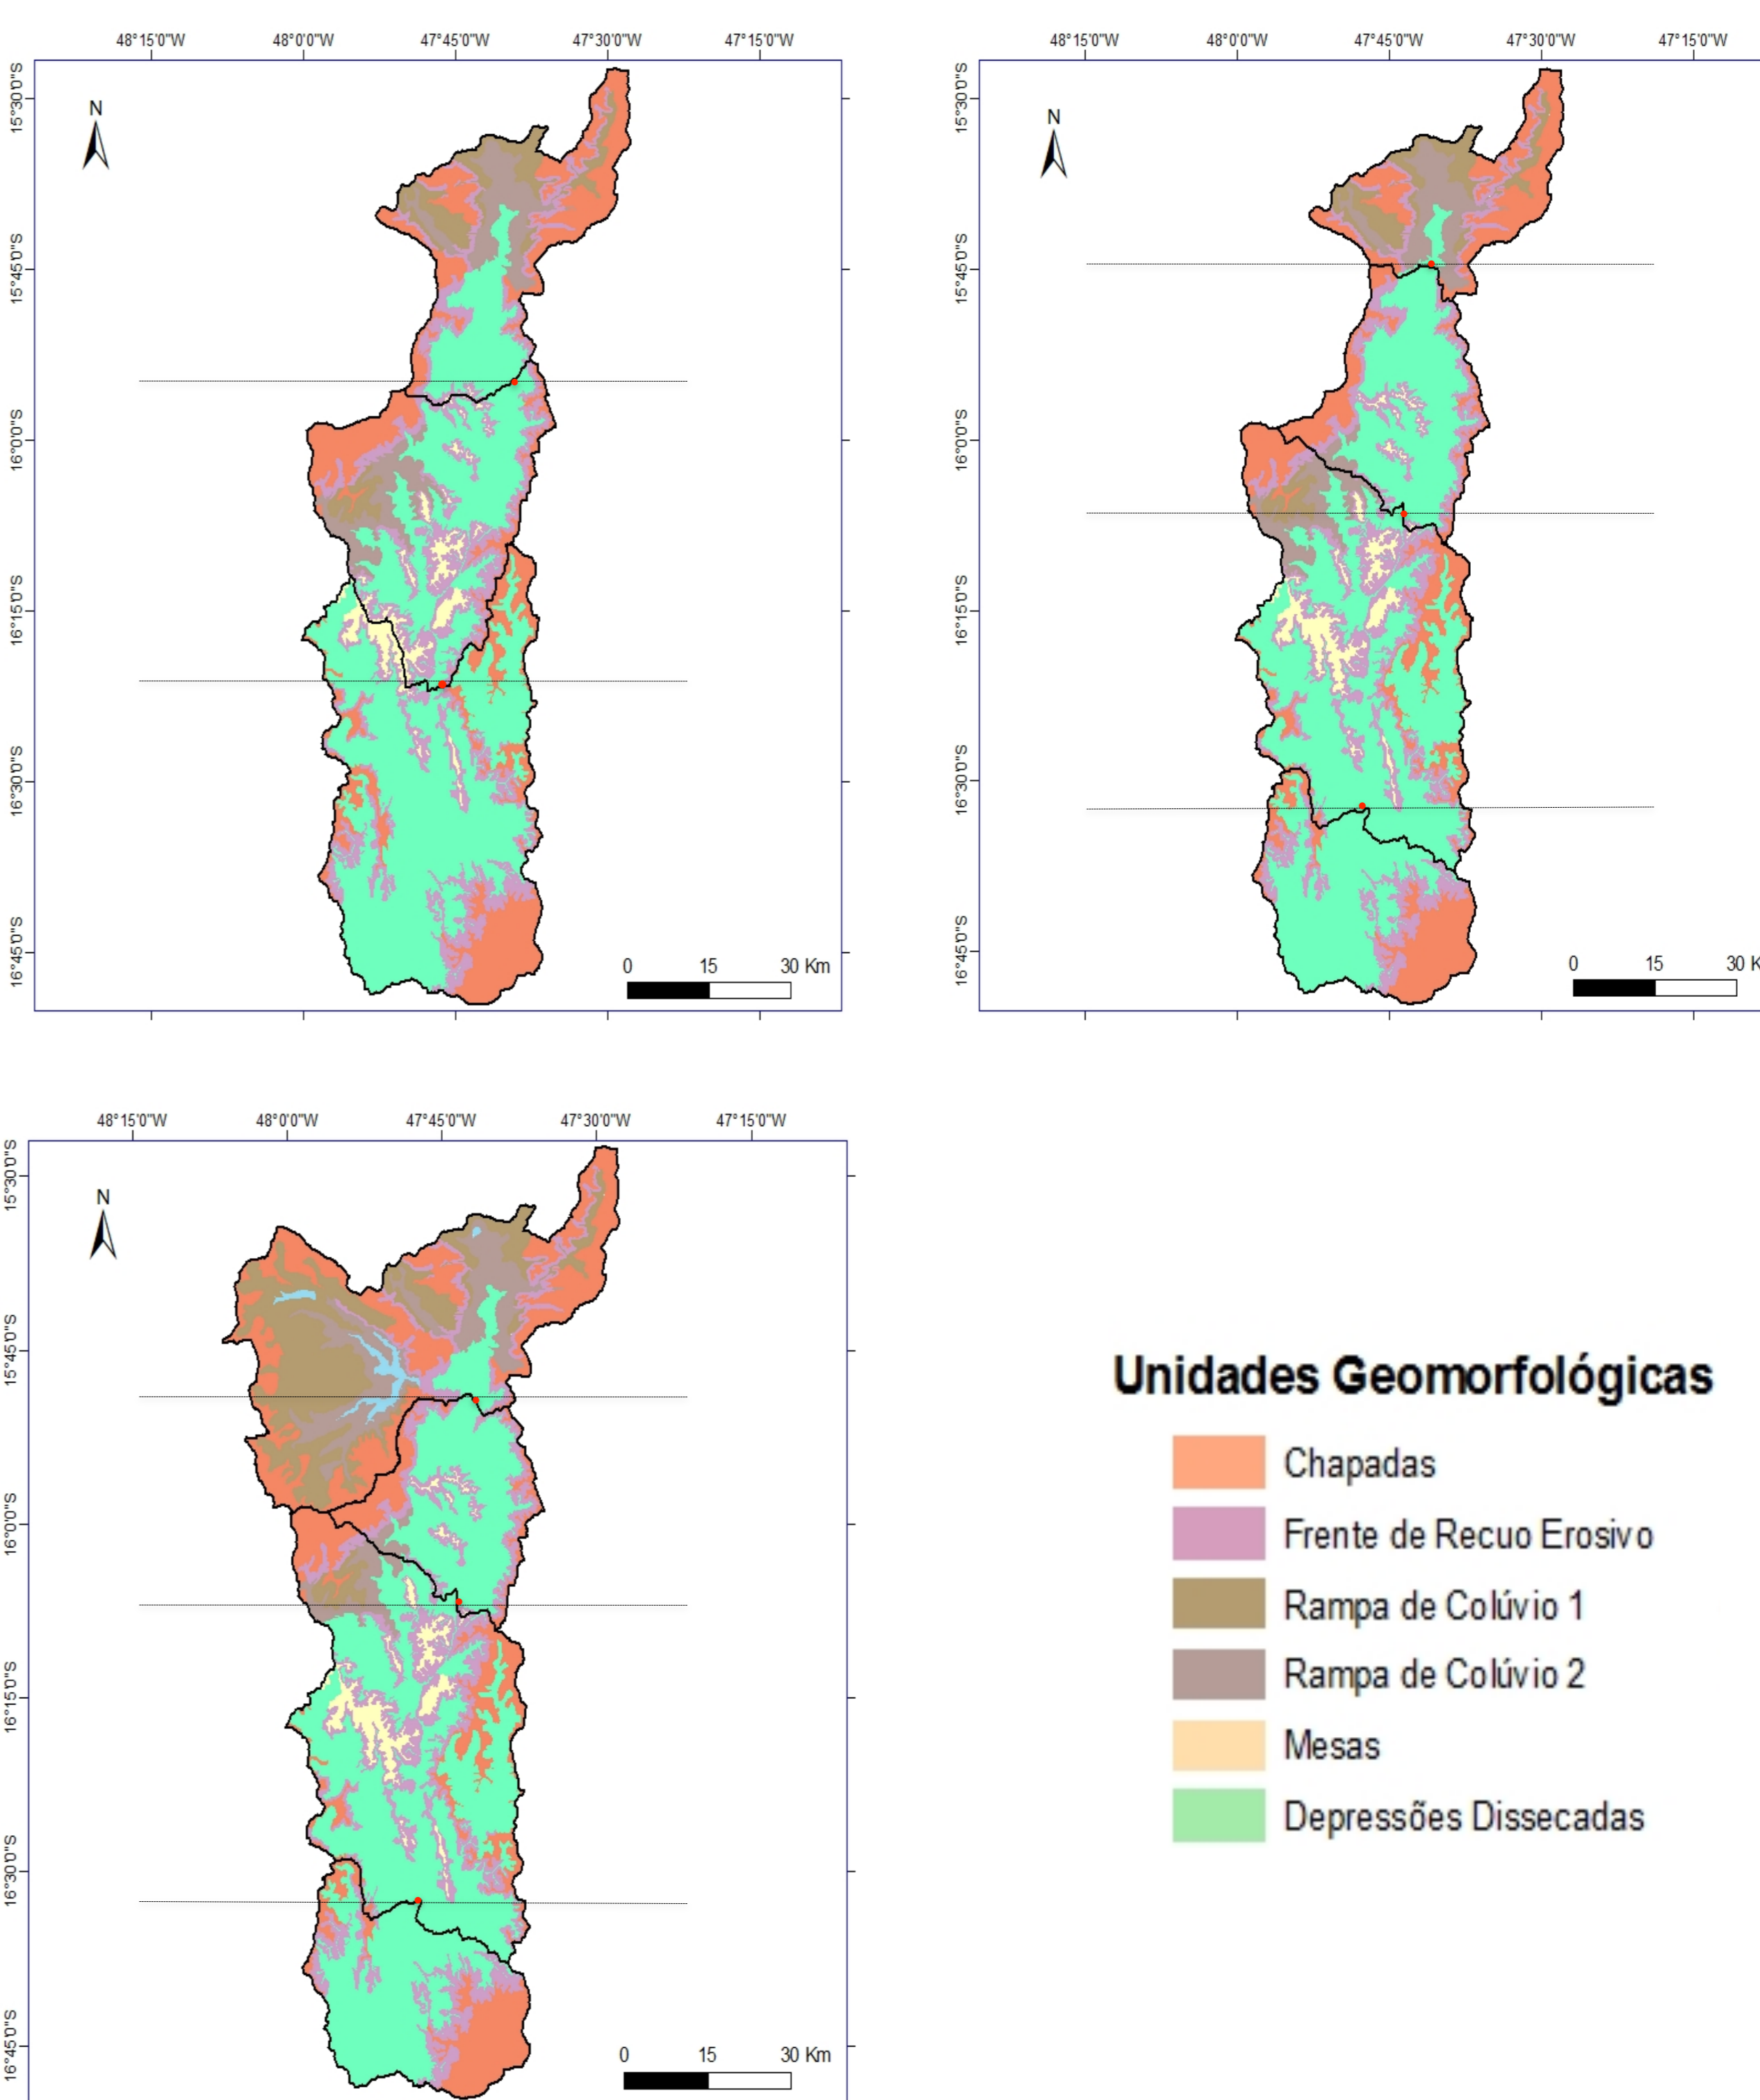 48°15'0"W 48°0'0"W 47°45'0"W 47°30'0"W 47°15'0"W
15°30'0"S
15°45'0"S
16°0'0"S
16°15'0"S
16°30'0"S
16°45'0"S
N
0 15 30 Km
48°15'0"W 48°0'0"W 47°45'0"W 47°30'0"W 47°15'0"W
15°30'0"S
15°45'0"S
16°0'0"S
16°15'0"S
16°30'0"S
16°45'0"S
N
0 15 30 K
48°15'0"W 48°0'0"W 47°45'0"W 47°30'0"W 47°15'0"W
15°30'0"S
15°45'0"S
16°0'0"S
16°15'0"S
16°30'0"S
16°45'0"S
N
0 15 30 Km
Unidades Geomorfológicas
Chapadas
Frente de Recuo Erosivo
Rampa de Colúvio 1
Rampa de Colúvio 2
Mesas
Depressões Dissecadas